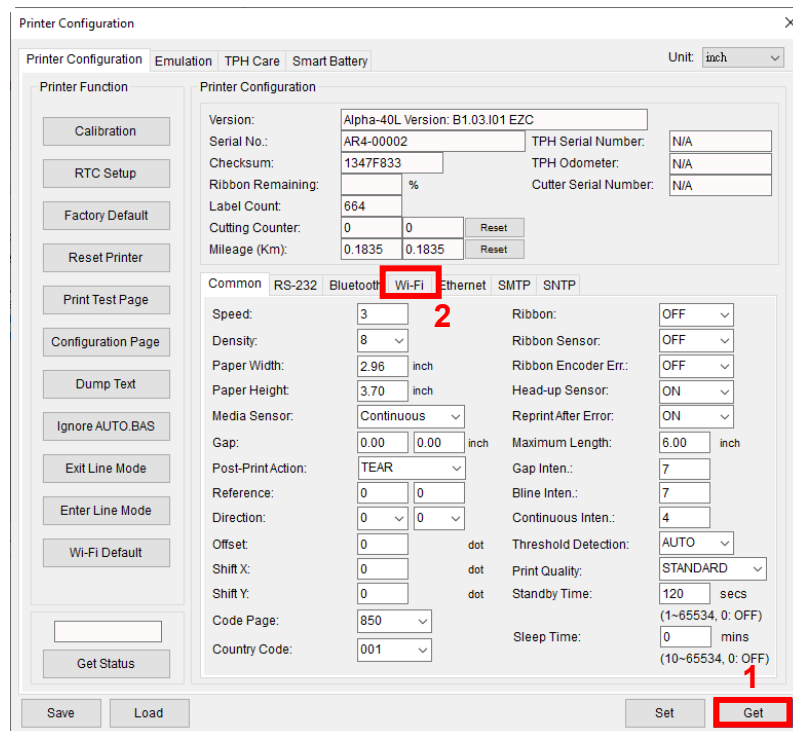 Printer Configuration
Printer Configuration Emulation TPH Care Smart Battery Unit: inch
Printer Function
Calibration
RTC Setup
Factory Default
Reset Printer
Print Test Page
Configuration Page
Dump Text
Ignore AUTO.BAS
Exit Line Mode
Enter Line Mode
Wi-Fi Default
Get Status
Printer Configuration
Version: Alpha-40L Version: B1.03.I01 EZC
Serial No.: AR4-00002 TPH Serial Number: N/A
Checksum: 1347F833 TPH Odometer: N/A
Ribbon Remaining: % Cutter Serial Number: N/A
Label Count: 664
Cutting Counter: 0 0 Reset
Mileage (Km): 0.1835 0.1835 Reset
Common RS-232 Bluetooth Wi-Fi Ethernet SMTP SNTP
2
Speed: 3 Ribbon: OFF
Density: 8 Ribbon Sensor: OFF
Paper Width: 2.96 inch Ribbon Encoder Err.: OFF
Paper Height: 3.70 inch Head-up Sensor: ON
Media Sensor: Continuous Reprint After Error: ON
Gap: 0.00 0.00 inch Maximum Length: 6.00 inch
Post-Print Action: TEAR Gap Inten.: 7
Reference: 0 0 Bline Inten.: 7
Direction: 0 0 Continuous Inten.: 4
Offset: 0 dot Threshold Detection: AUTO
Shift X: 0 dot Print Quality: STANDARD
Shift Y: 0 dot Standby Time: 120 secs
(1~65534, 0: OFF)
Code Page: 850
Sleep Time: 0 mins
Country Code: 001
(10~65534, 0: OFF)
1
Save Load Set Get